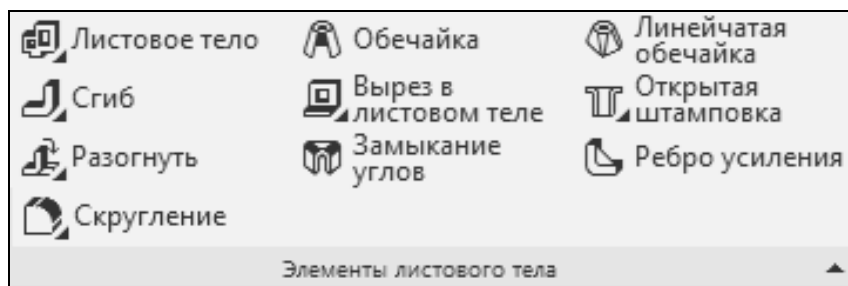 Листовое тело
Обечайка
Линейчатая
обечайка
Сгиб
Вырез в
листовом теле
Открытая
штамповка
Разогнуть
Замыкание
углов
Ребро усиления
Скругление
Элементы листового тела